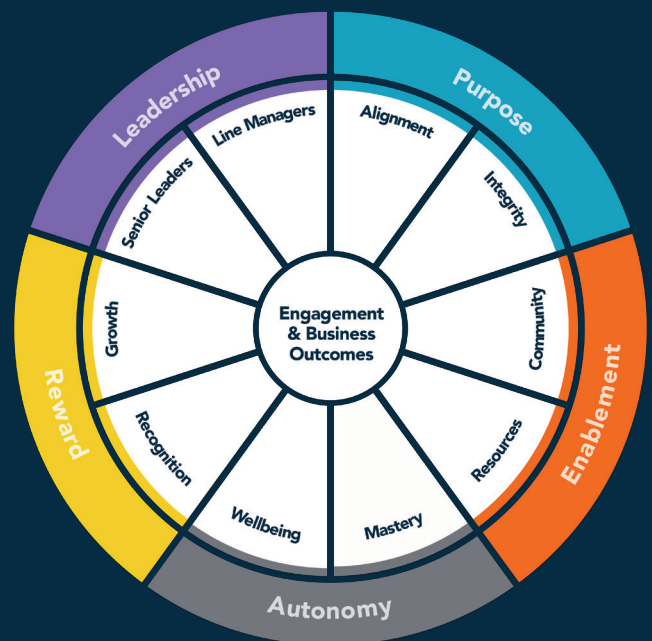 Leadership
Purpose
Line Managers
Alignment
Senior Leaders
Integrity
Growth
Engagement
& Business
Outcomes
Community
Reward
Enablement
Recognition
Resources
Wellbeing
Mastery
Autonomy